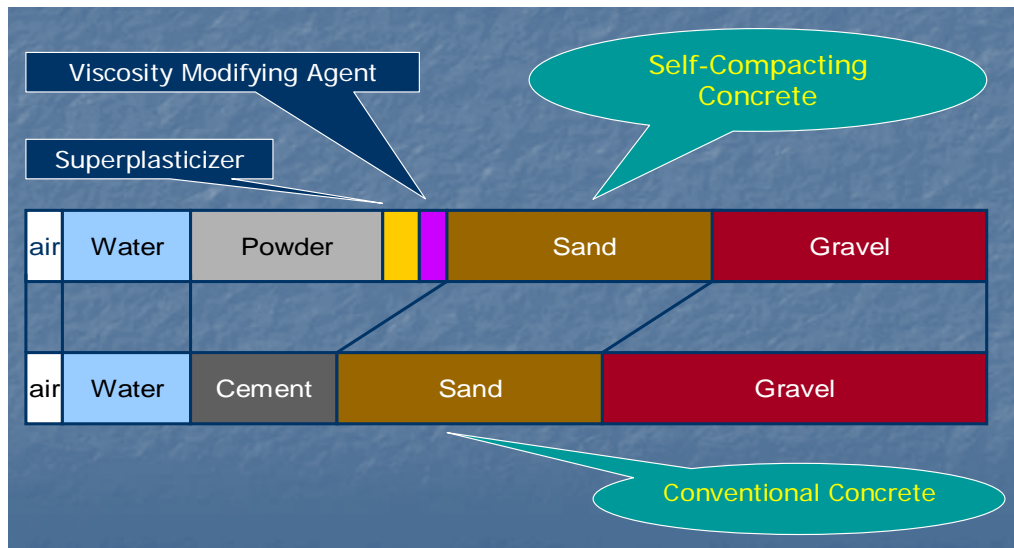 Viscosity Modifying Agent
Self-Compacting
Concrete
Superplasticizer
air Water Powder Sand Gravel
air Water Cement Sand Gravel
Conventional Concrete